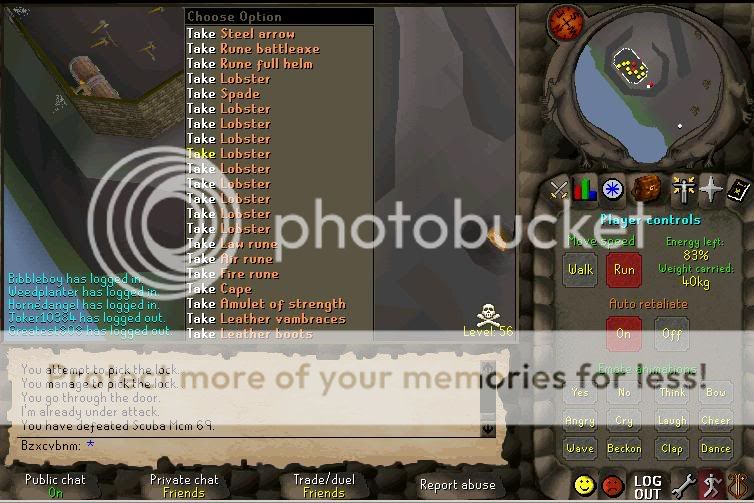 Choose Option
Take Steel arrow
Take Rune battleaxe
Take Rune full helm
Take Lobster
Take Spade
Take Lobster
Take Lobster
Take Lobster
Take Lobster
Take Lobster
Take Lobster
Take Lobster
Take Lobster
Take Lobster
Take Law rune
Take Air rune
Take Fire rune
Take Cape
Take Amulet of strength
Take Leather vambraces
Take Leather boots
Bibbleboy has logged in.
Weedplanter has logged in.
Hornedangel has logged in.
Joker10384 has logged out.
has logged out.
Level: 56
photobucket
more of your memories for less!
You attempt to pick the lock.
You manage to pick the lock.
You go through the door.
I'm already under attack.
You have defeated Scuba Mcm 69.
Bzxcvbnm: *
Public chat
On
Private chat
Friends
Trade/duel
Friends
Report abuse
Player controls
Move speed
Walk
Run
Energy left:
83%
Weight carried:
40kg
Auto retaliate
On
Off
Emote animations
Yes
No
Think
Bow
Angry
Cry
Laugh
Cheer
Wave
Beckon
Clap
Dance
LOG
OUT